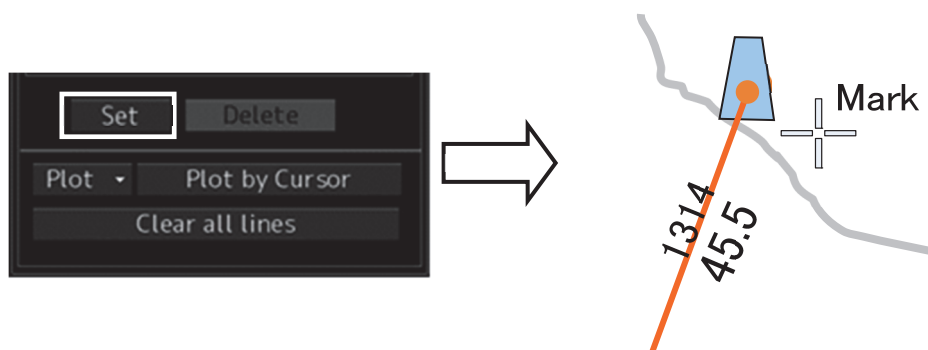 Set Delete
Plot Plot by Cursor
Clear all lines
Mark
1314
45.5